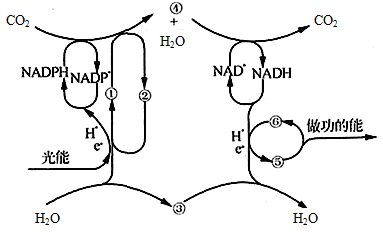 CO₂ ④ + H₂O CO₂
NADPH NADP⁺ ① ② NAD⁺ NADH
H⁺ e⁻ H⁺ e⁻ ⑥ ⑤ 做功的能
光能
H₂O ③ H₂O